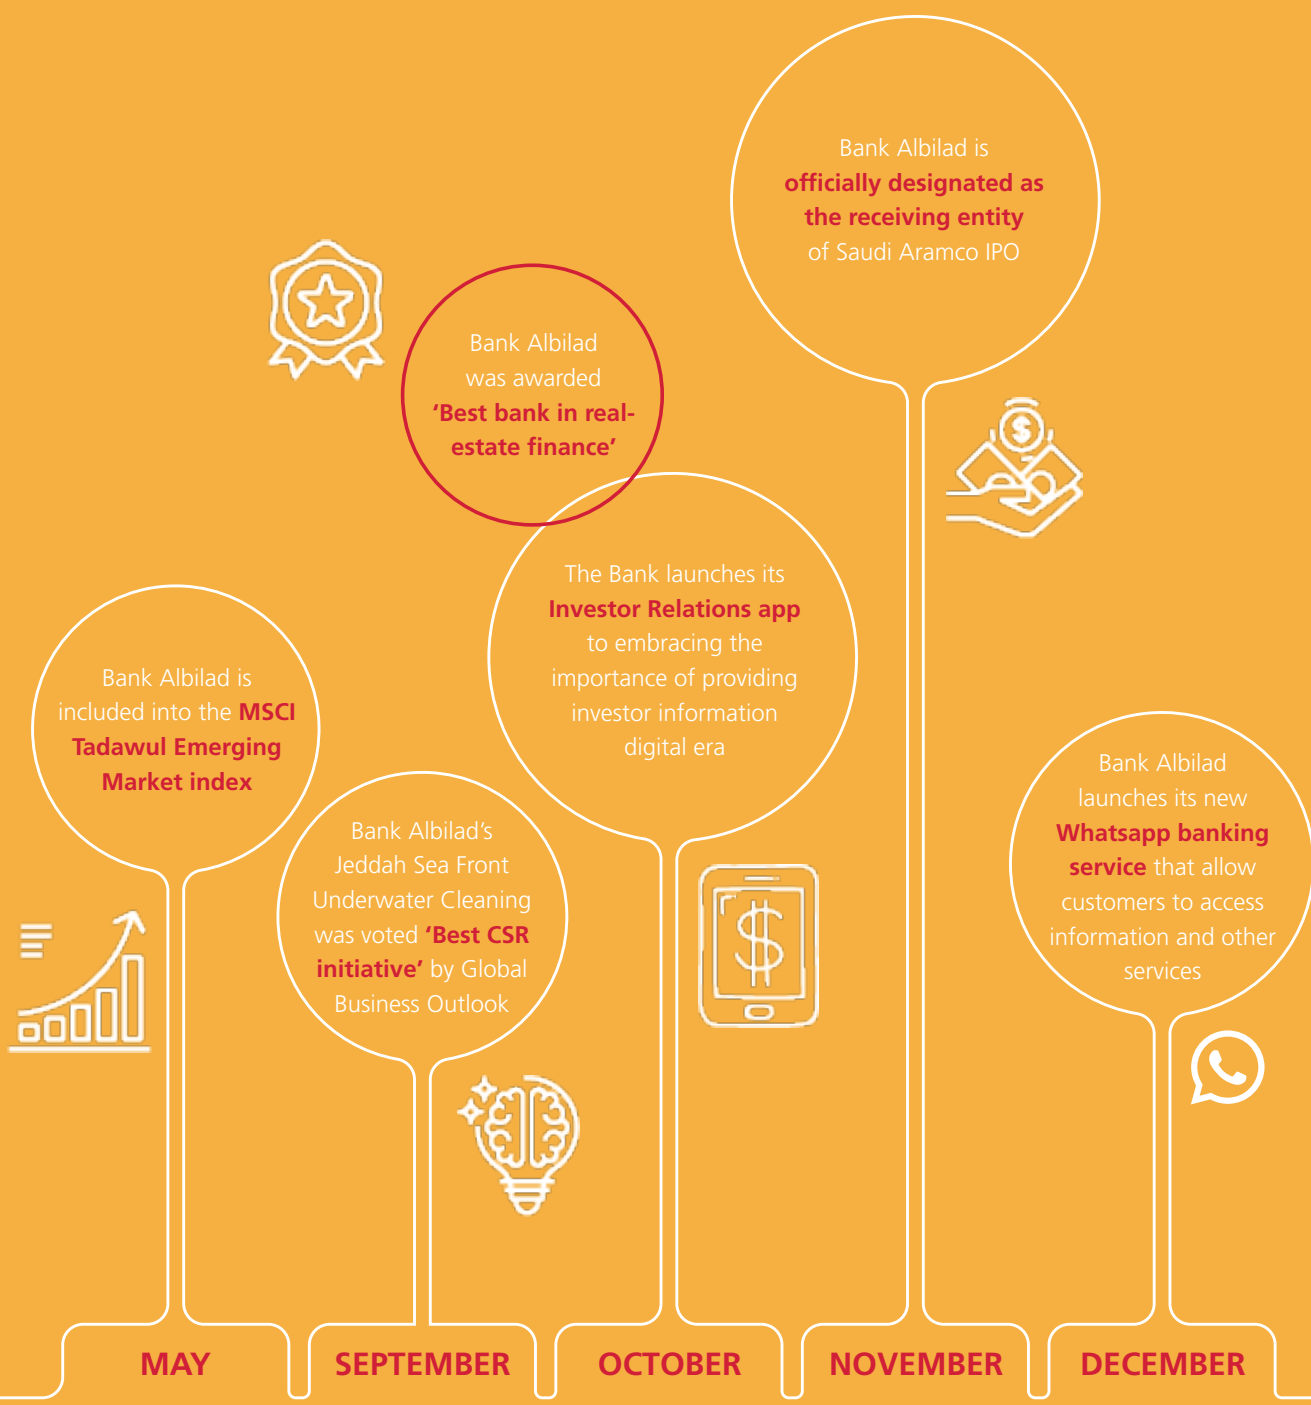 Bank Albilad is
included into the MSCI
Tadawul Emerging
Market index
Bank Albilad's
Jeddah Sea Front
Underwater Cleaning
was voted ‘Best CSR
initiative’ by Global
Business Outlook
Bank Albilad
was awarded
‘Best bank in real-
estate finance’
The Bank launches its
Investor Relations app
to embracing the
importance of providing
investor information
digital era
Bank Albilad is
officially designated as
the receiving entity
of Saudi Aramco IPO
Bank Albilad
launches its new
Whatsapp banking
service that allow
customers to access
information and other
services
MAY
SEPTEMBER
OCTOBER
NOVEMBER
DECEMBER